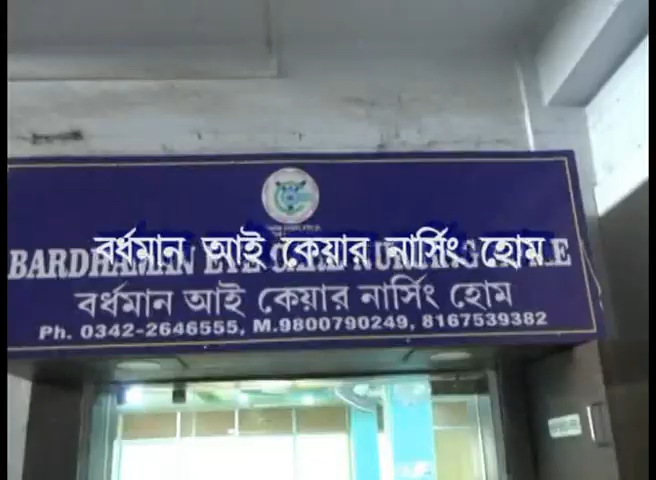 বর্ধমান আই কেয়ার নার্সিং হোম
BARDHAMAN EYE CARE NURSING HOME
বর্ধমান আই কেয়ার নার্সিং হোম
Ph. 0342-2646555, M.9800790249, 8167539382